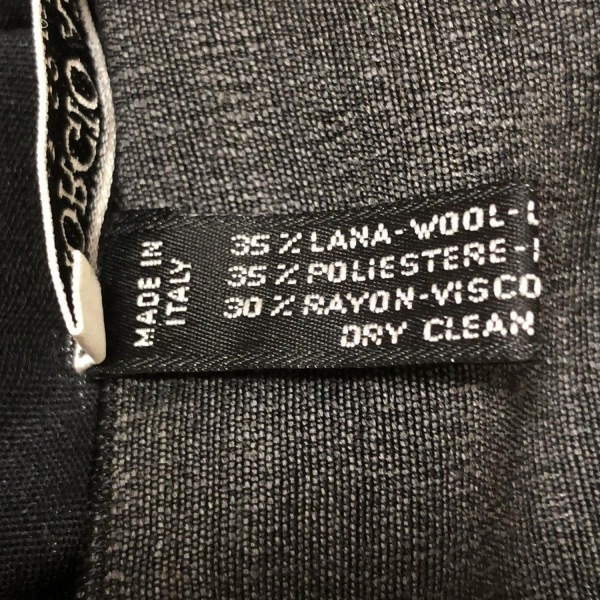 MADE IN
ITALY
35% LANA-WOOL-L
35% POLIESTERE-
30% RAYON-VISCO
DRY CLEAN